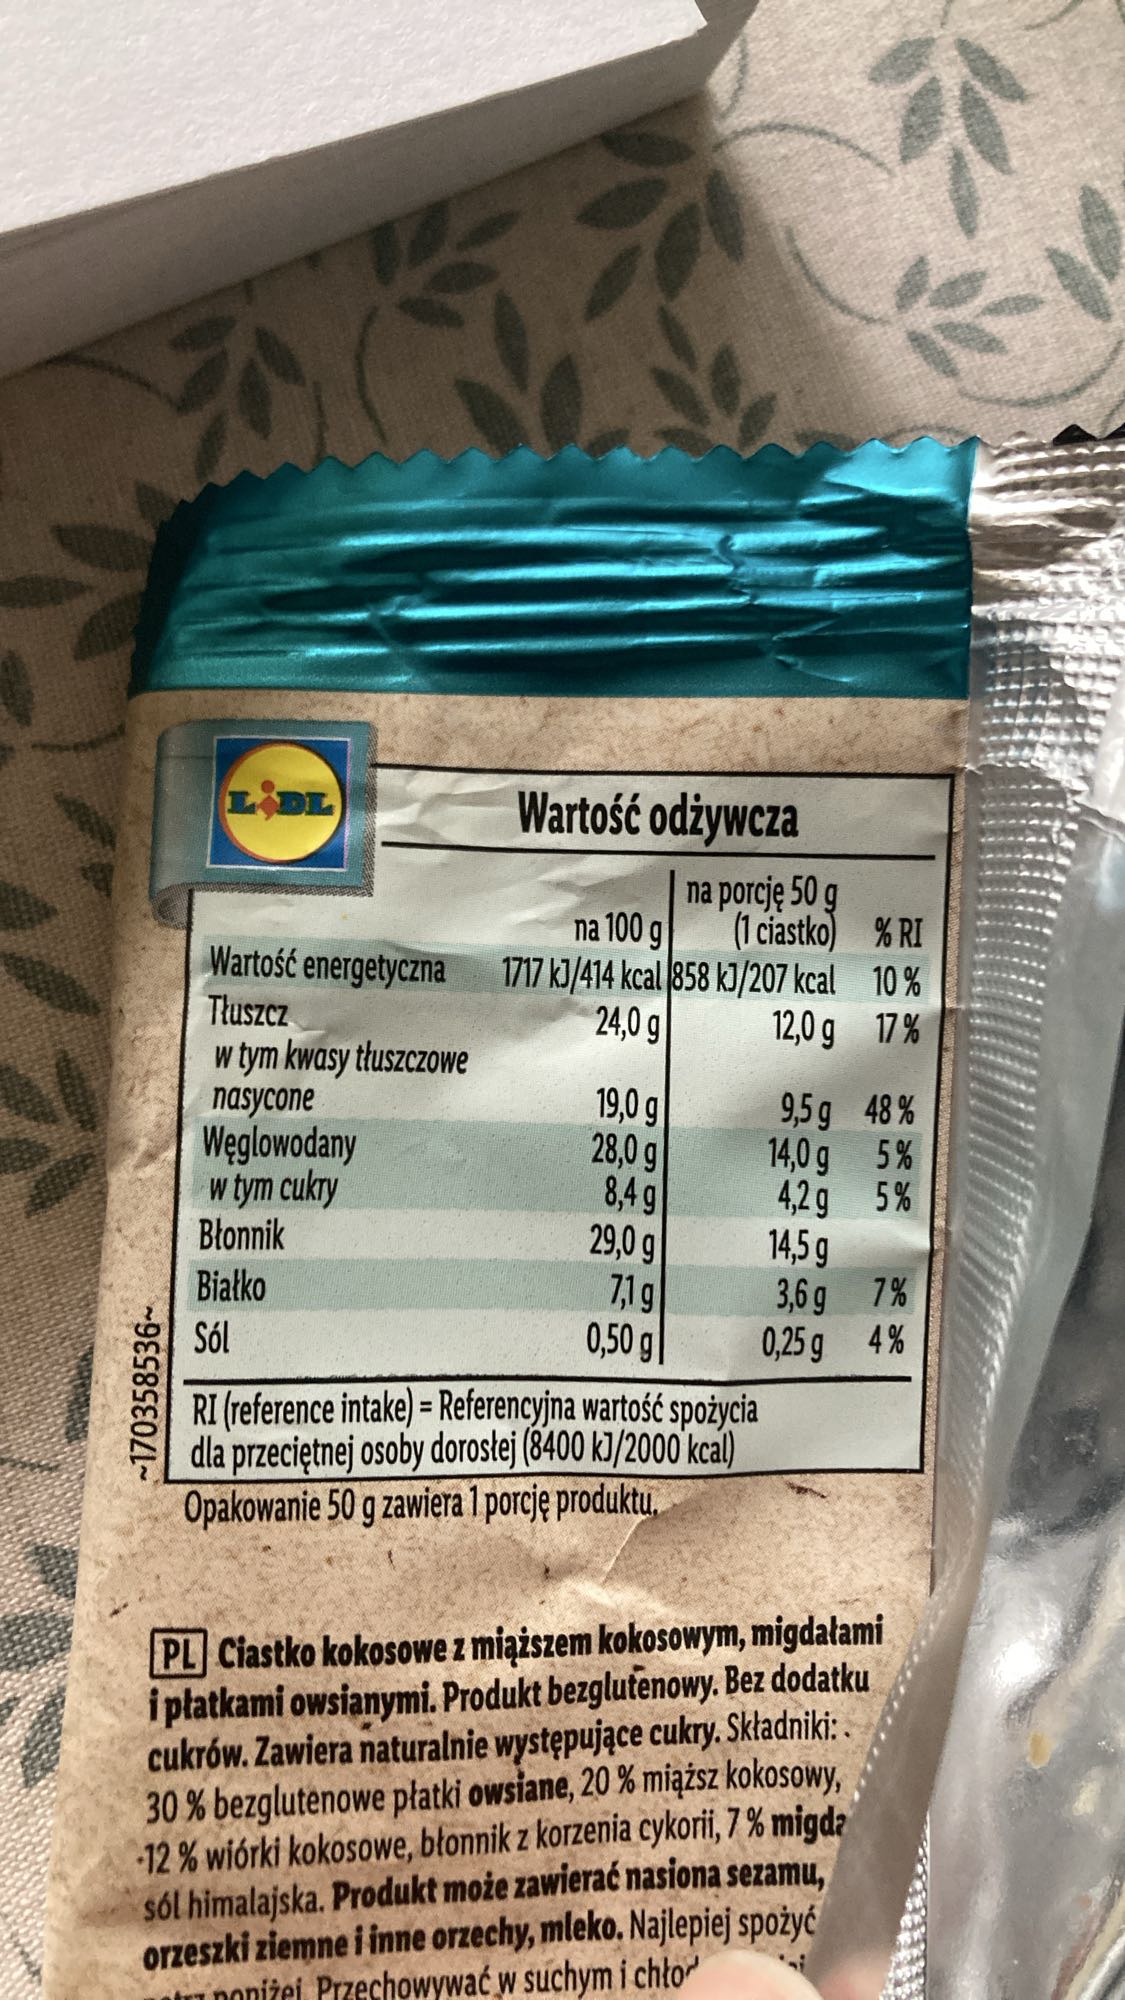 LIDL
Wartość odżywcza
na 100 g na porcję 50 g (1 ciastko) % RI
Wartość energetyczna 1717 kJ/414 kcal 858 kJ/207 kcal 10 %
Tłuszcz 24,0 g 12,0 g 17 %
w tym kwasy tłuszczowe
nasycone 19,0 g 9,5 g 48 %
Węglowodany 28,0 g 14,0 g 5 %
w tym cukry 8,4 g 4,2 g 5 %
Błonnik 29,0 g 14,5 g
Białko 7,1 g 3,6 g 7 %
Sól 0,50 g 0,25 g 4 %
RI (reference intake) = Referencyjna wartość spożycia
dla przeciętnej osoby dorosłej (8400 kJ/2000 kcal)
~170358536~
Opakowanie 50 g zawiera 1 porcję produktu.
PL Ciastko kokosowe z miąższem kokosowym, migdałami
i płatkami owsianymi. Produkt bezglutenowy. Bez dodatku
cukrów. Zawiera naturalnie występujące cukry. Składniki:
30 % bezglutenowe płatki owsiane, 20 % miąższ kokosowy,
12 % wiórki kokosowe, błonnik z korzenia cykorii, 7 %
sól himalajska. Produkt może zawierać nasiona sezamu,
orzeszki ziemne i inne orzechy, mleko. Najlepiej spożyć
poniżej. Przechowywać w suchym i